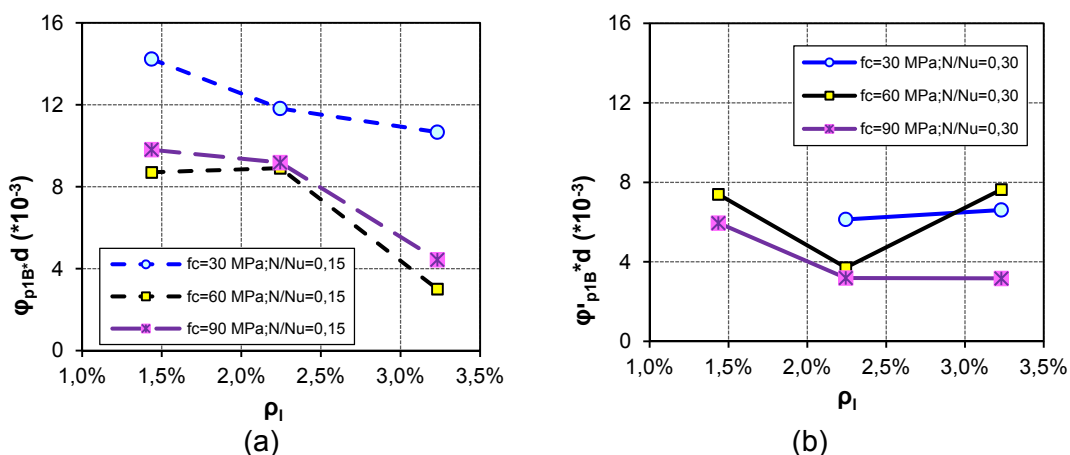 16
12
8
4
0
φp1B*d (*10-3)
fc=30 MPa;N/Nu=0,15
fc=60 MPa;N/Nu=0,15
fc=90 MPa;N/Nu=0,15
1,0% 1,5% 2,0% 2,5% 3,0% 3,5%
ρl
(a)
16
12
8
4
0
φ'p1B*d (*10-3)
fc=30 MPa;N/Nu=0,30
fc=60 MPa;N/Nu=0,30
fc=90 MPa;N/Nu=0,30
1,0% 1,5% 2,0% 2,5% 3,0% 3,5%
ρl
(b)